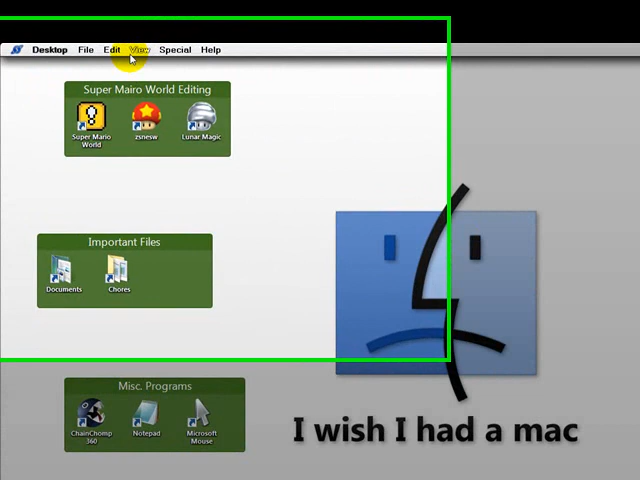 Desktop File Edit View Special Help
Super Mairo World Editing
Super Mario World
zsnesw
Lunar Magic
Important Files
Documents
Chores
Misc. Programs
ChainChomp 360
Notepad
Microsoft Mouse
I wish I had a mac